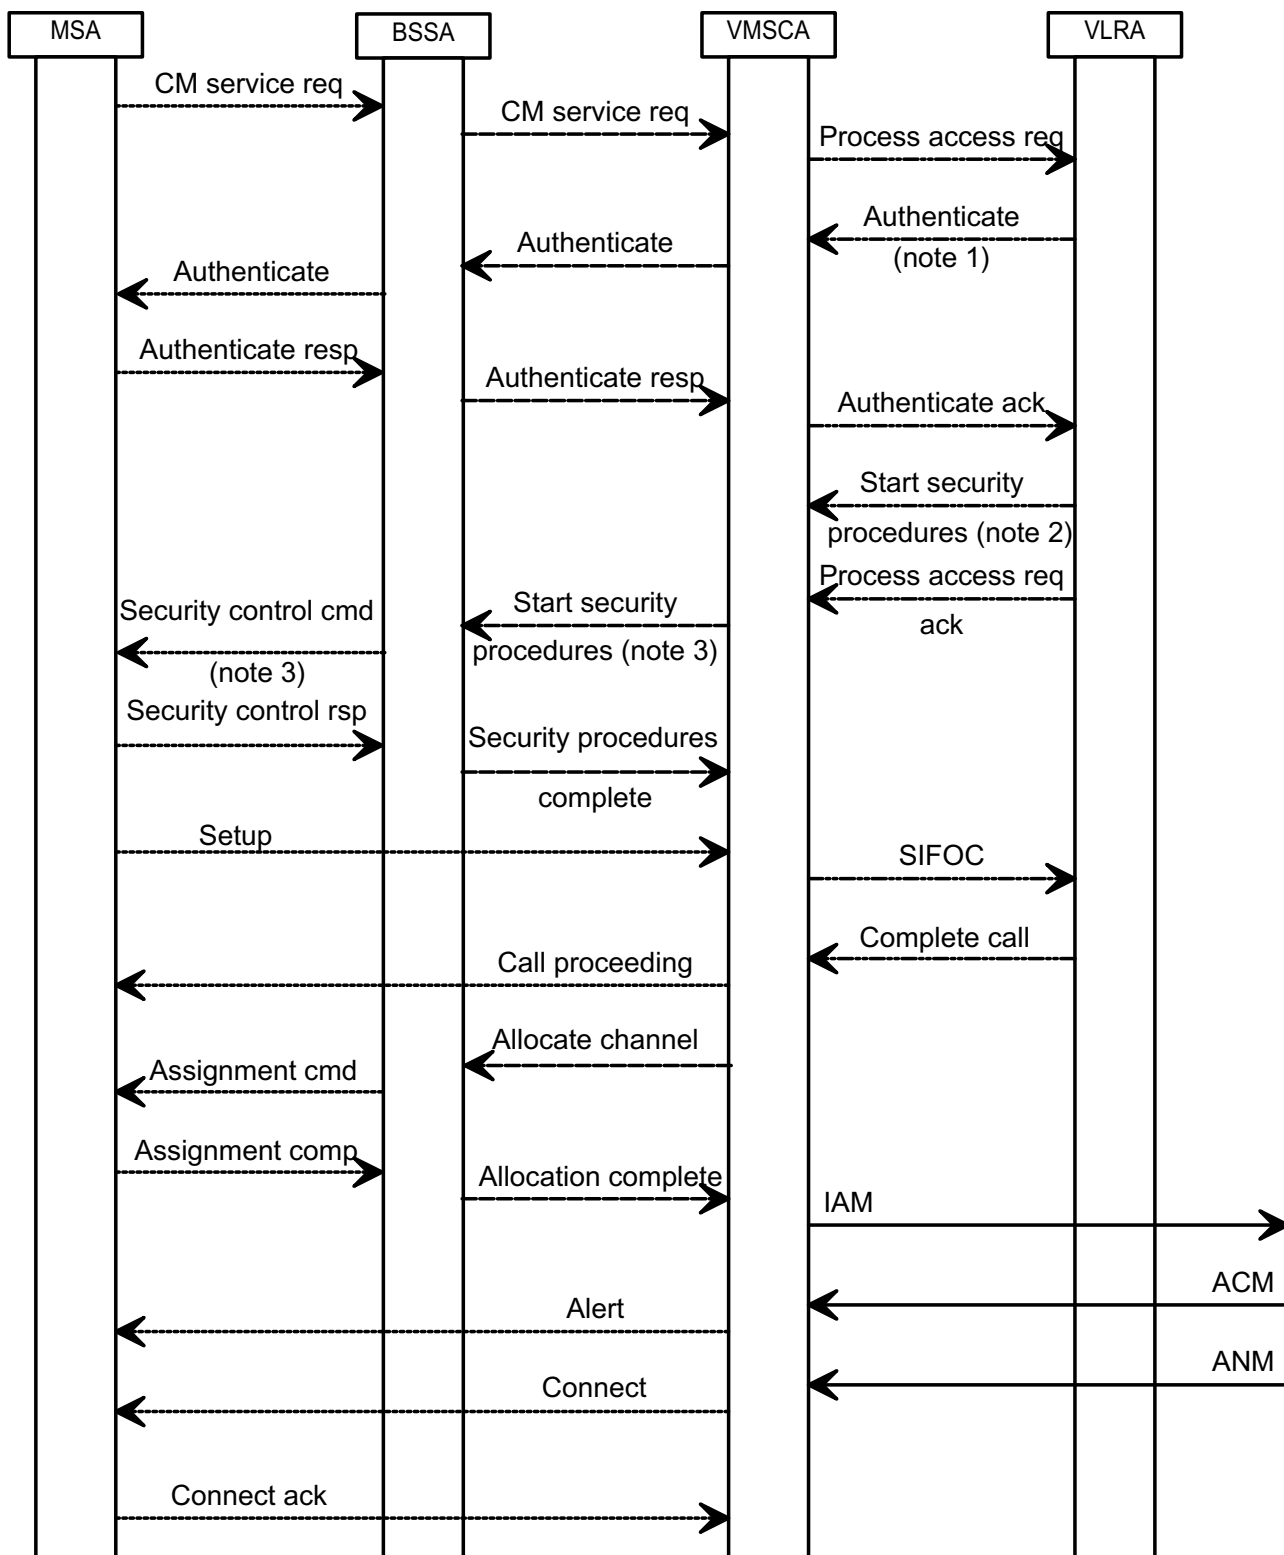 MSA
BSSA
VMSCA
VLRA
CM service req
CM service req
Process access req
Authenticate
(note 1)
Authenticate
Authenticate
Authenticate resp
Authenticate resp
Authenticate ack
Start security
procedures (note 2)
Process access req
ack
Start security
procedures (note 3)
Security control cmd
(note 3)
Security control rsp
Security procedures
complete
Setup
SIFOC
Complete call
Call proceeding
Allocate channel
Assignment cmd
Assignment comp
Allocation complete
IAM
ACM
Alert
ANM
Connect
Connect ack